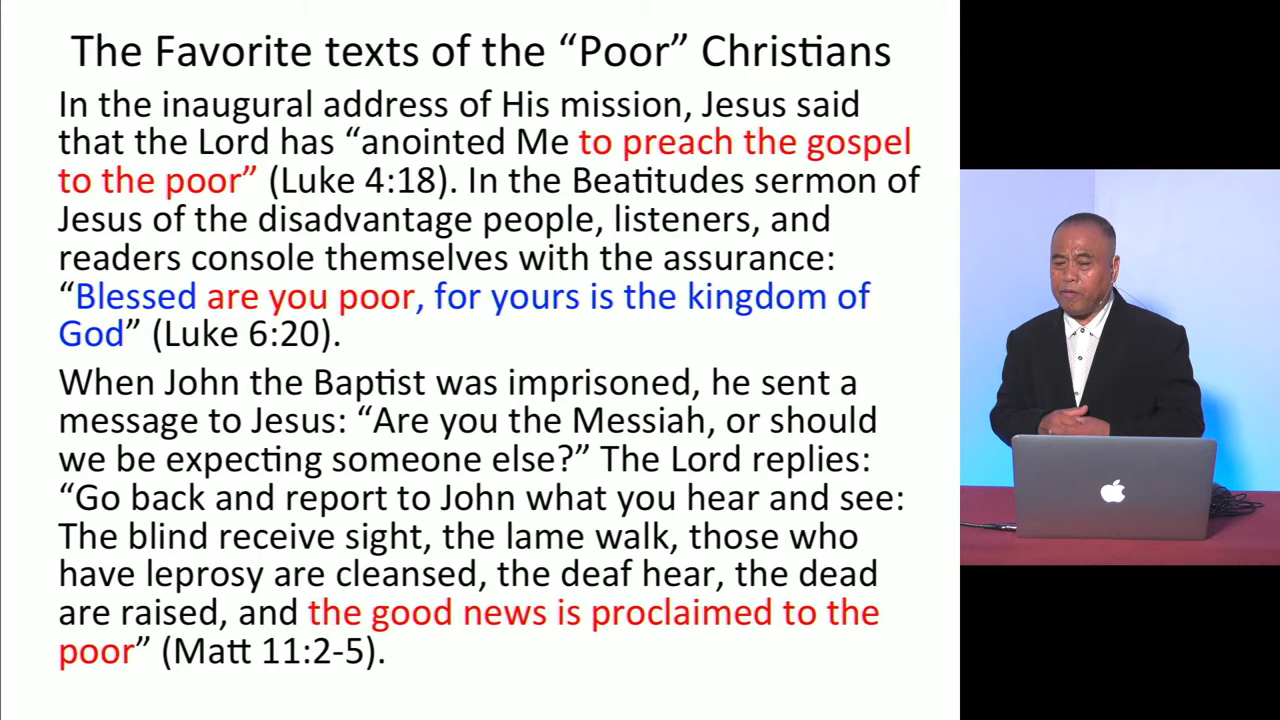 The Favorite texts of the “Poor” Christians
In the inaugural address of His mission, Jesus said
that the Lord has “anointed Me to preach the gospel
to the poor” (Luke 4:18). In the Beatitudes sermon of
Jesus of the disadvantage people, listeners, and
readers console themselves with the assurance:
“Blessed are you poor, for yours is the kingdom of
God” (Luke 6:20).
When John the Baptist was imprisoned, he sent a
message to Jesus: “Are you the Messiah, or should
we be expecting someone else?” The Lord replies:
“Go back and report to John what you hear and see:
The blind receive sight, the lame walk, those who
have leprosy are cleansed, the deaf hear, the dead
are raised, and the good news is proclaimed to the
poor” (Matt 11:2-5).